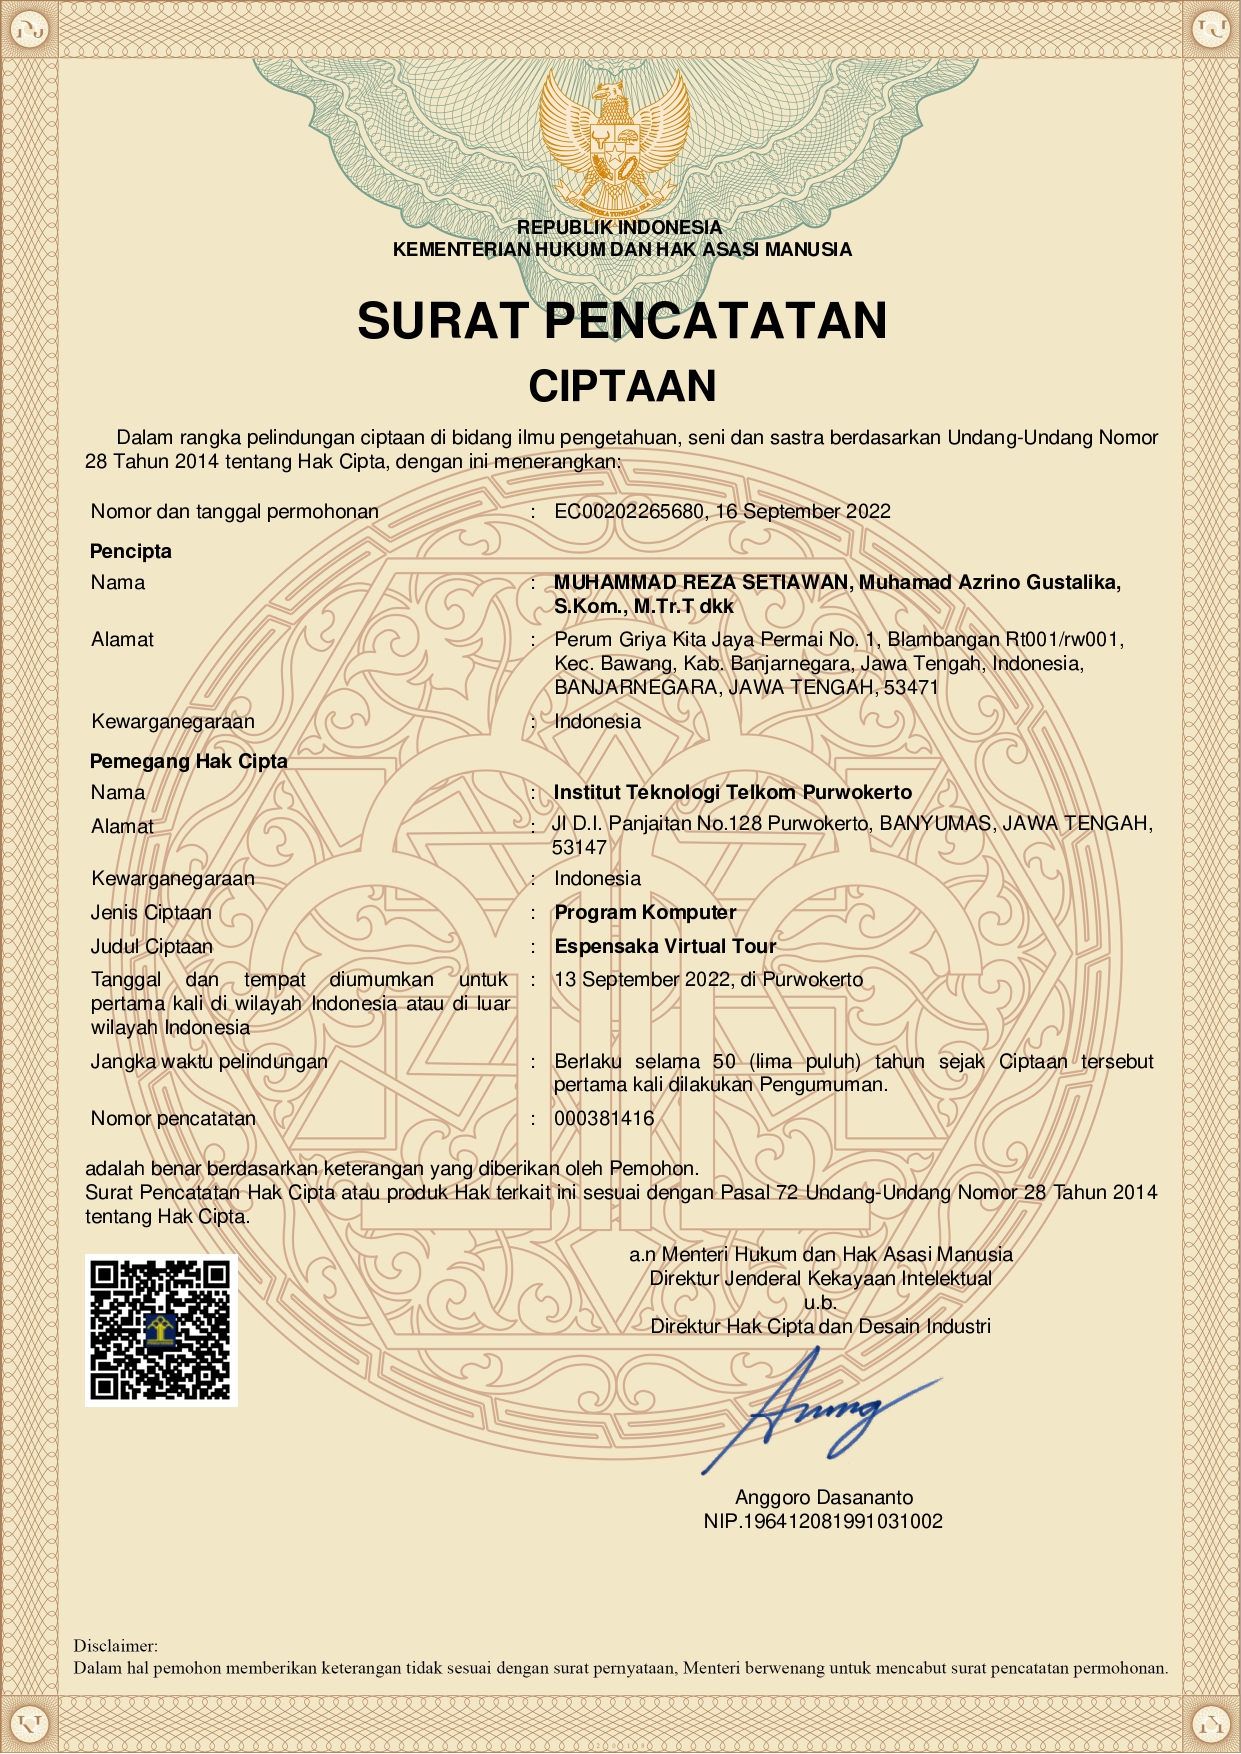 REPUBLIK INDONESIA
KEMENTERIAN HUKUM DAN HAK ASASI MANUSIA
SURAT PENCATATAN
CIPTAAN
Dalam rangka pelindungan ciptaan di bidang ilmu pengetahuan, seni dan sastra berdasarkan Undang-Undang Nomor
28 Tahun 2014 tentang Hak Cipta, dengan ini menerangkan:
Nomor dan tanggal permohonan : EC00202265680, 16 September 2022
Pencipta
Nama : MUHAMMAD REZA SETIAWAN, Muhamad Azrino Gustalika,
S.Kom., M.Tr.T dkk
Alamat : Perum Griya Kita Jaya Permai No. 1, Blambangan Rt001/rw001,
Kec. Bawang, Kab. Banjarnegara, Jawa Tengah, Indonesia,
BANJARNEGARA, JAWA TENGAH, 53471
Kewarganegaraan : Indonesia
Pemegang Hak Cipta
Nama : Institut Teknologi Telkom Purwokerto
Alamat : Jl D.I. Panjaitan No.128 Purwokerto, BANYUMAS, JAWA TENGAH,
53147
Kewarganegaraan : Indonesia
Jenis Ciptaan : Program Komputer
Judul Ciptaan : Espensaka Virtual Tour
Tanggal dan tempat diumumkan untuk : 13 September 2022, di Purwokerto
pertama kali di wilayah Indonesia atau di luar
wilayah Indonesia
Jangka waktu pelindungan : Berlaku selama 50 (lima puluh) tahun sejak Ciptaan tersebut
pertama kali dilakukan Pengumuman.
Nomor pencatatan : 000381416
adalah benar berdasarkan keterangan yang diberikan oleh Pemohon.
Surat Pencatatan Hak Cipta atau produk Hak terkait ini sesuai dengan Pasal 72 Undang-Undang Nomor 28 Tahun 2014
tentang Hak Cipta.
a.n Menteri Hukum dan Hak Asasi Manusia
Direktur Jenderal Kekayaan Intelektual
u.b.
Direktur Hak Cipta dan Desain Industri
Anggoro Dasananto
NIP.196412081991031002
Disclaimer:
Dalam hal pemohon memberikan keterangan tidak sesuai dengan surat pernyataan, Menteri berwenang untuk mencabut surat pencatatan permohonan.